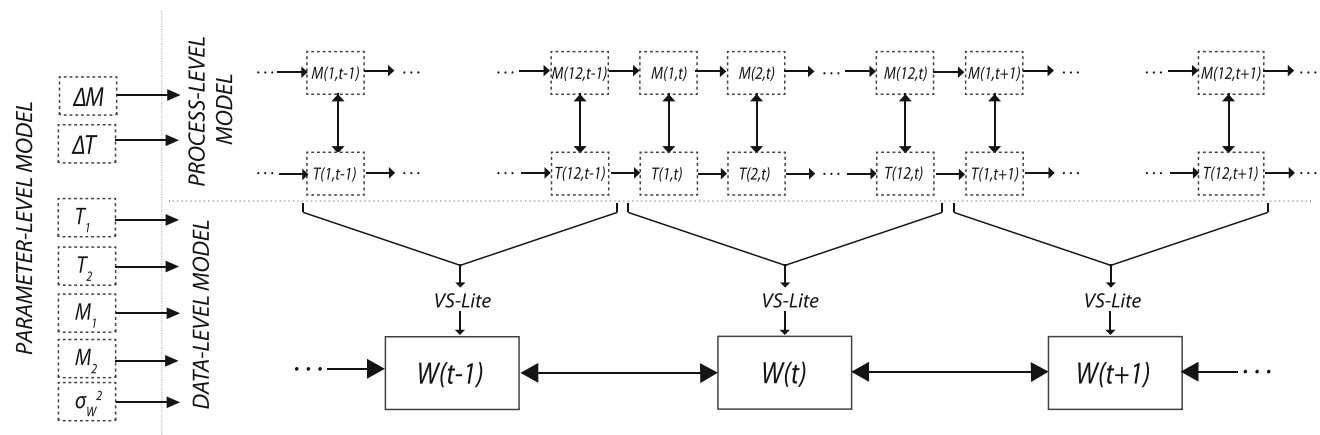 PARAMETER-LEVEL MODEL
ΔM
ΔT
T1
T2
M1
M2
σW2
PROCESS-LEVEL
MODEL
... M(1,t-1) ... ... M(12,t-1) M(1,t) M(2,t) ... M(12,t) M(1,t+1) ... ... M(12,t+1) ...
... T(1,t-1) ... ... T(12,t-1) T(1,t) T(2,t) ... T(12,t) T(1,t+1) ... ... T(12,t+1) ...
DATA-LEVEL MODEL
VS-Lite VS-Lite VS-Lite
... W(t-1) W(t) W(t+1) ...